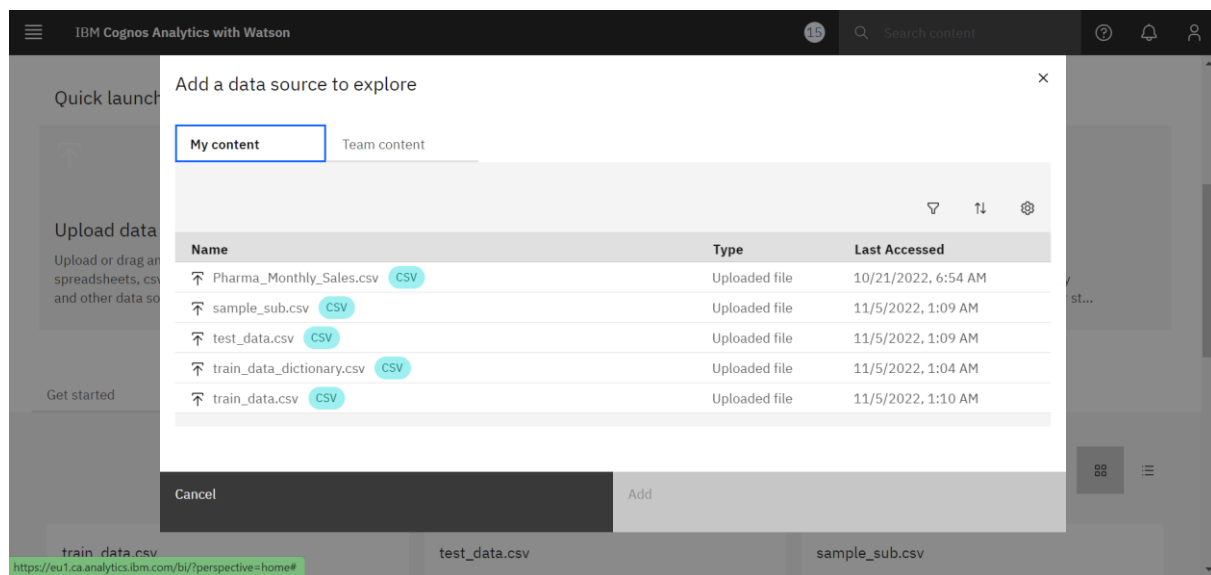 IBM Cognos Analytics with Watson
15
Search content
Add a data source to explore
Quick launch
My content
Team content
Upload data
Upload or drag an
spreadsheets, csv
and other data so
st...
Name Type Last Accessed
Pharma_Monthly_Sales.csv CSV Uploaded file 10/21/2022, 6:54 AM
sample_sub.csv CSV Uploaded file 11/5/2022, 1:09 AM
test_data.csv CSV Uploaded file 11/5/2022, 1:09 AM
train_data_dictionary.csv CSV Uploaded file 11/5/2022, 1:04 AM
train_data.csv CSV Uploaded file 11/5/2022, 1:10 AM
Get started
Cancel
Add
train_data.csv
test_data.csv
sample_sub.csv
https://eu1.ca.analytics.ibm.com/bi/?perspective=home#